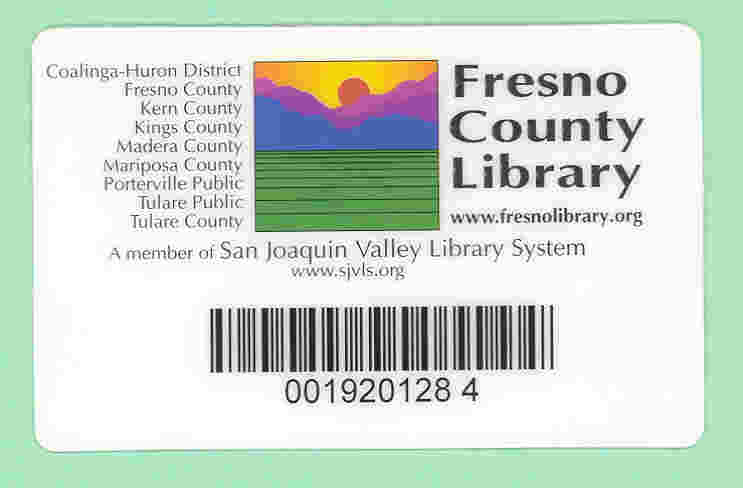 Coalinga-Huron District
Fresno County
Kern County
Kings County
Madera County
Mariposa County
Porterville Public
Tulare Public
Tulare County
Fresno
County
Library
www.fresnolibrary.org
A member of San Joaquin Valley Library System
www.sjvls.org
001920128 4